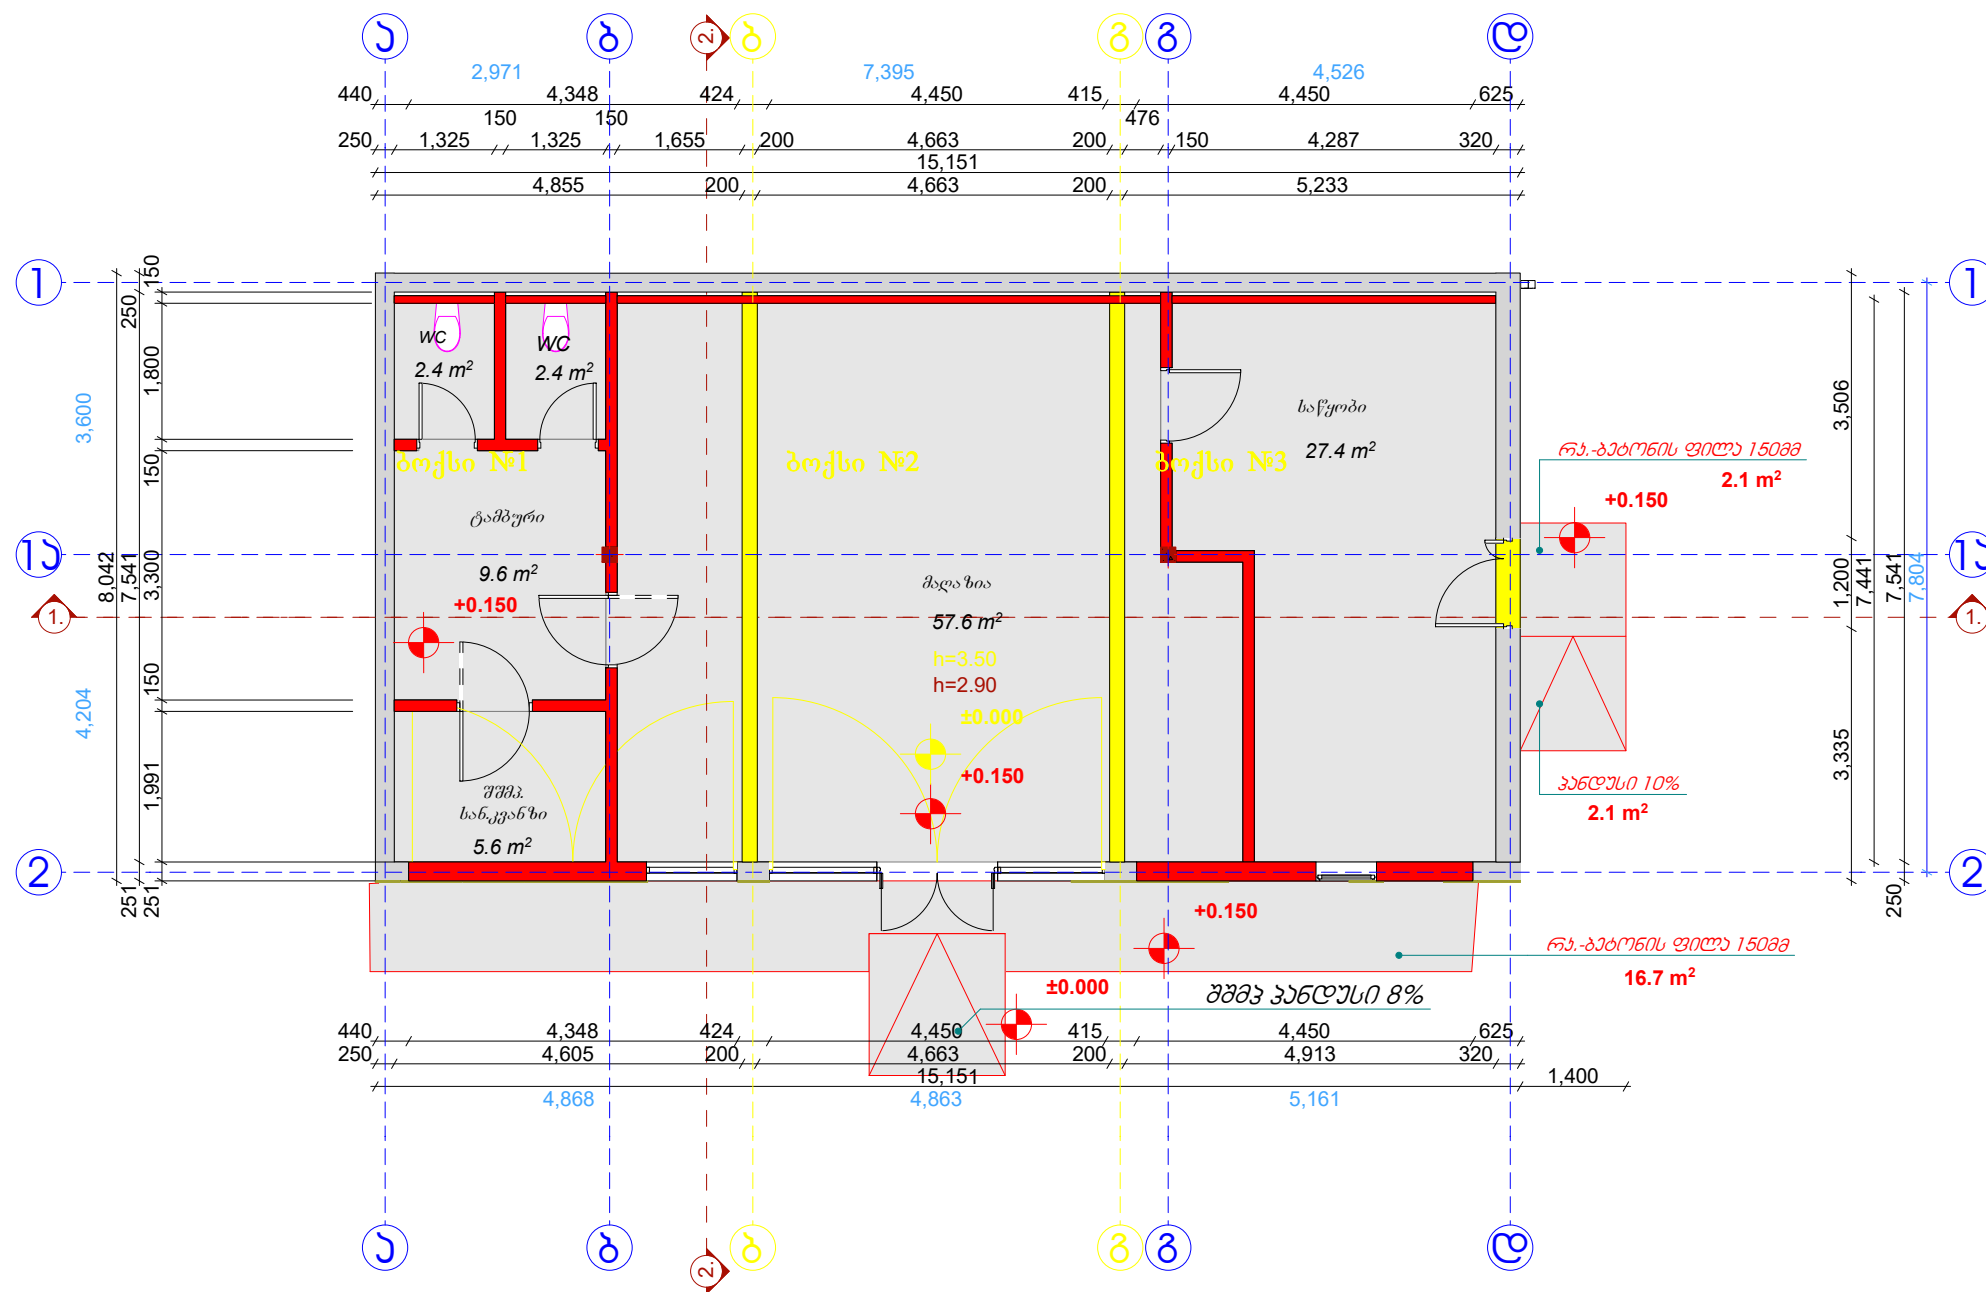 ა ბ 2. ბ გ გ დ
2,971 7,395 4,526
440 4,348 424 4,450 415 4,450 625
150 150 476
250 1,325 1,325 1,655 200 4,663 200 150 4,287 320
15,151
4,855 200 4,663 200 5,233
1 1
150
250
1,800
3,600
150
8,042
7,541
3,300
150
4,204
1,991
251
251
1ა 1ა
1. 1.
2 2
WC
2.4 m²
WC
2.4 m²
ბოქსი №1
ბოქსი №2
ბოქსი №3
საწყობი
27.4 m²
ტამბური
9.6 m²
+0.150
მაღაზია
57.6 m²
h=3.50
h=2.90
±0.000
+0.150
შშმპ.
სან.კვანზი
5.6 m²
რკ.-ბეტონის ფილა 150მმ
2.1 m²
+0.150
პანდუსი 10%
2.1 m²
3,506
1,200
7,441
7,541
7,804
3,335
250
+0.150
რკ.-ბეტონის ფილა 150მმ
16.7 m²
±0.000
შშმპ პანდუსი 8%
440 4,348 424 4,450 415 4,450 625
250 4,605 200 4,663 200 4,913 320
15,151 1,400
4,868 4,863 5,161
ა ბ 2. ბ გ გ დ